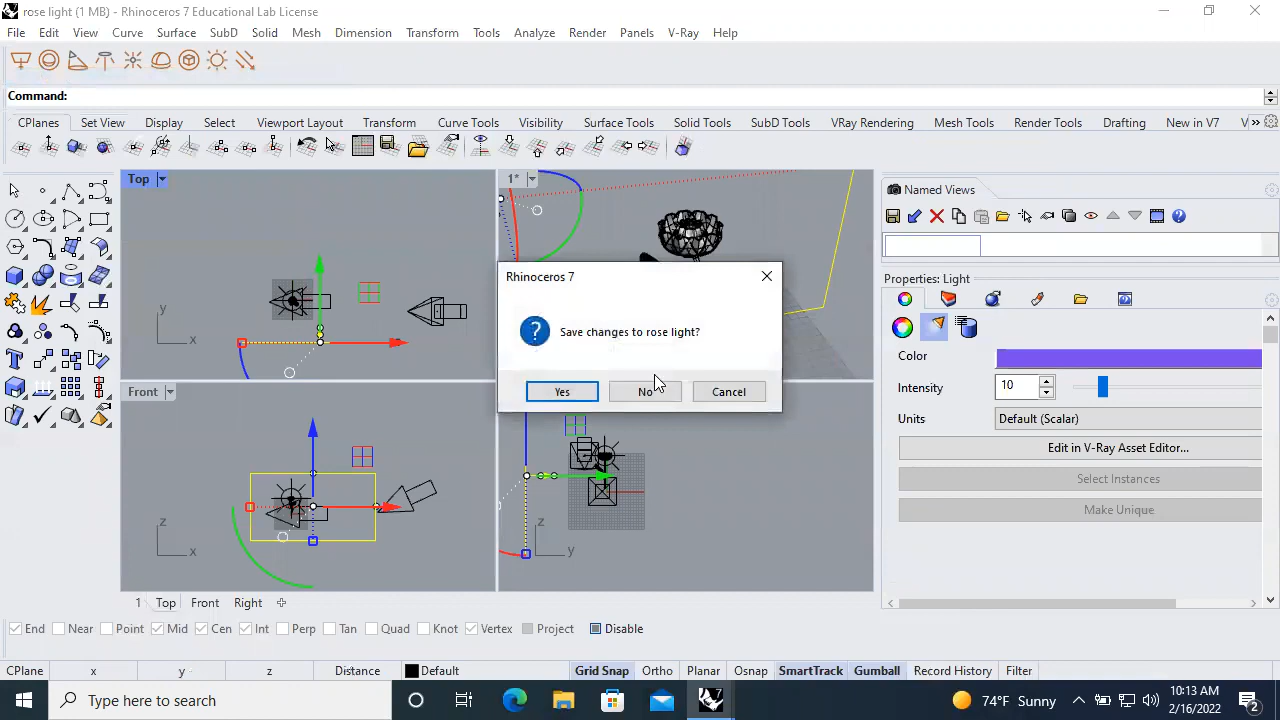 rose light (1 MB) - Rhinoceros 7 Educational Lab License
File Edit View Curve Surface Solid SubD Mesh Dimension Transform Tools Analyze Render Panels V-Ray Help
Command:
CPlanes Set View Display Select Viewport Layout Transform Curve Tools Visibility Surface Tools Solid Tools SubD Tools VRay Rendering Mesh Tools Render Tools Drafting New in V7 V
Top
1*
Named Views
y
x
Rhinoceros 7
Save changes to rose light?
Yes No Cancel
Properties: Light
Color
Intensity 10
Units Default (Scalar)
Edit in V-Ray Asset Editor...
Select Instances
Make Unique
Front
z
x
z
y
1 Top Front Right
End Near Point Mid Cen Int Perp Tan Quad Knot Vertex Project Disable
CPlane x y z Distance Default Grid Snap Ortho Planar Osnap SmartTrack Gumball Record History Filter
Type here to search
74°F Sunny
10:13 AM
2/16/2022
2